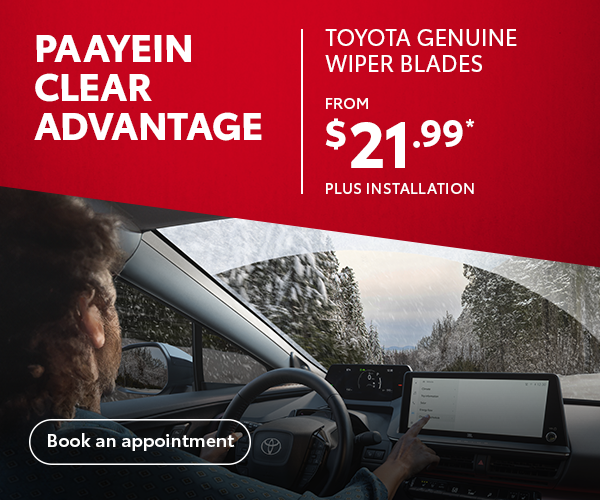 PAAYEIN
CLEAR
ADVANTAGE
TOYOTA GENUINE
WIPER BLADES
FROM
$21.99*
PLUS INSTALLATION
Book an appointment